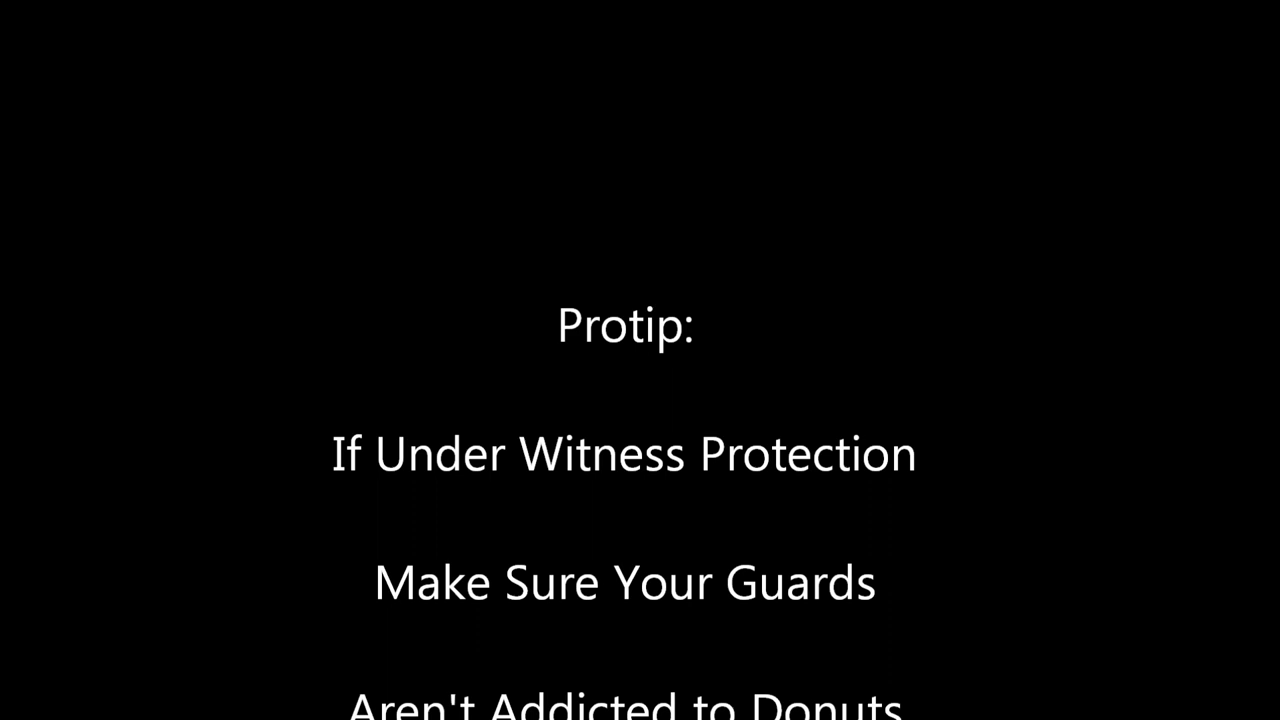 Protip:
If Under Witness Protection
Make Sure Your Guards
Aren't Addicted to Donuts